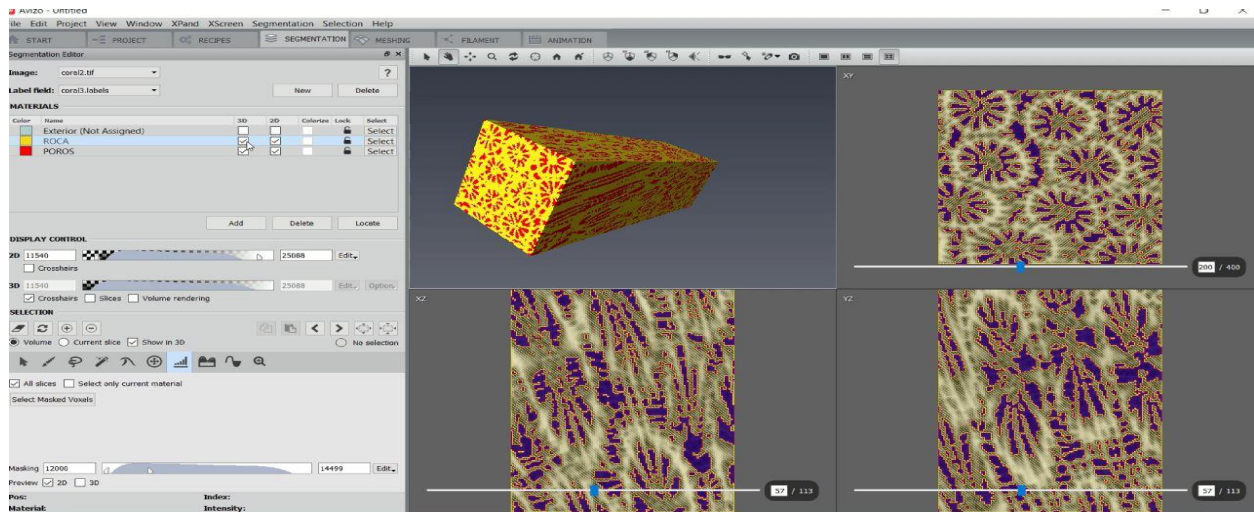 Avizo - Untitled
File Edit Project View Window XPand XScreen Segmentation Selection Help
START PROJECT RECIPES SEGMENTATION MESHING FILAMENT ANIMATION
Segmentation Editor
Image: coral2.tif ?
Label field: coral3.labels New Delete
MATERIALS
Color Name 3D 2D Colorize Lock Select
Exterior (Not Assigned) Select
ROCA Select
POROS Select
Add Delete Locate
DISPLAY CONTROL
2D 11540 25088 Edit
Crosshairs
3D 11540 25088 Edit Option
Crosshairs Slices Volume rendering
SELECTION
Volume Current slice Show in 3D No selection
All slices Select only current material
Select Masked Voxels
Masking 12000 14499 Edit
Preview 2D 3D
Pos: Index:
Material: Intensity:
XY
200 / 400
XZ
57 / 113
YZ
57 / 113